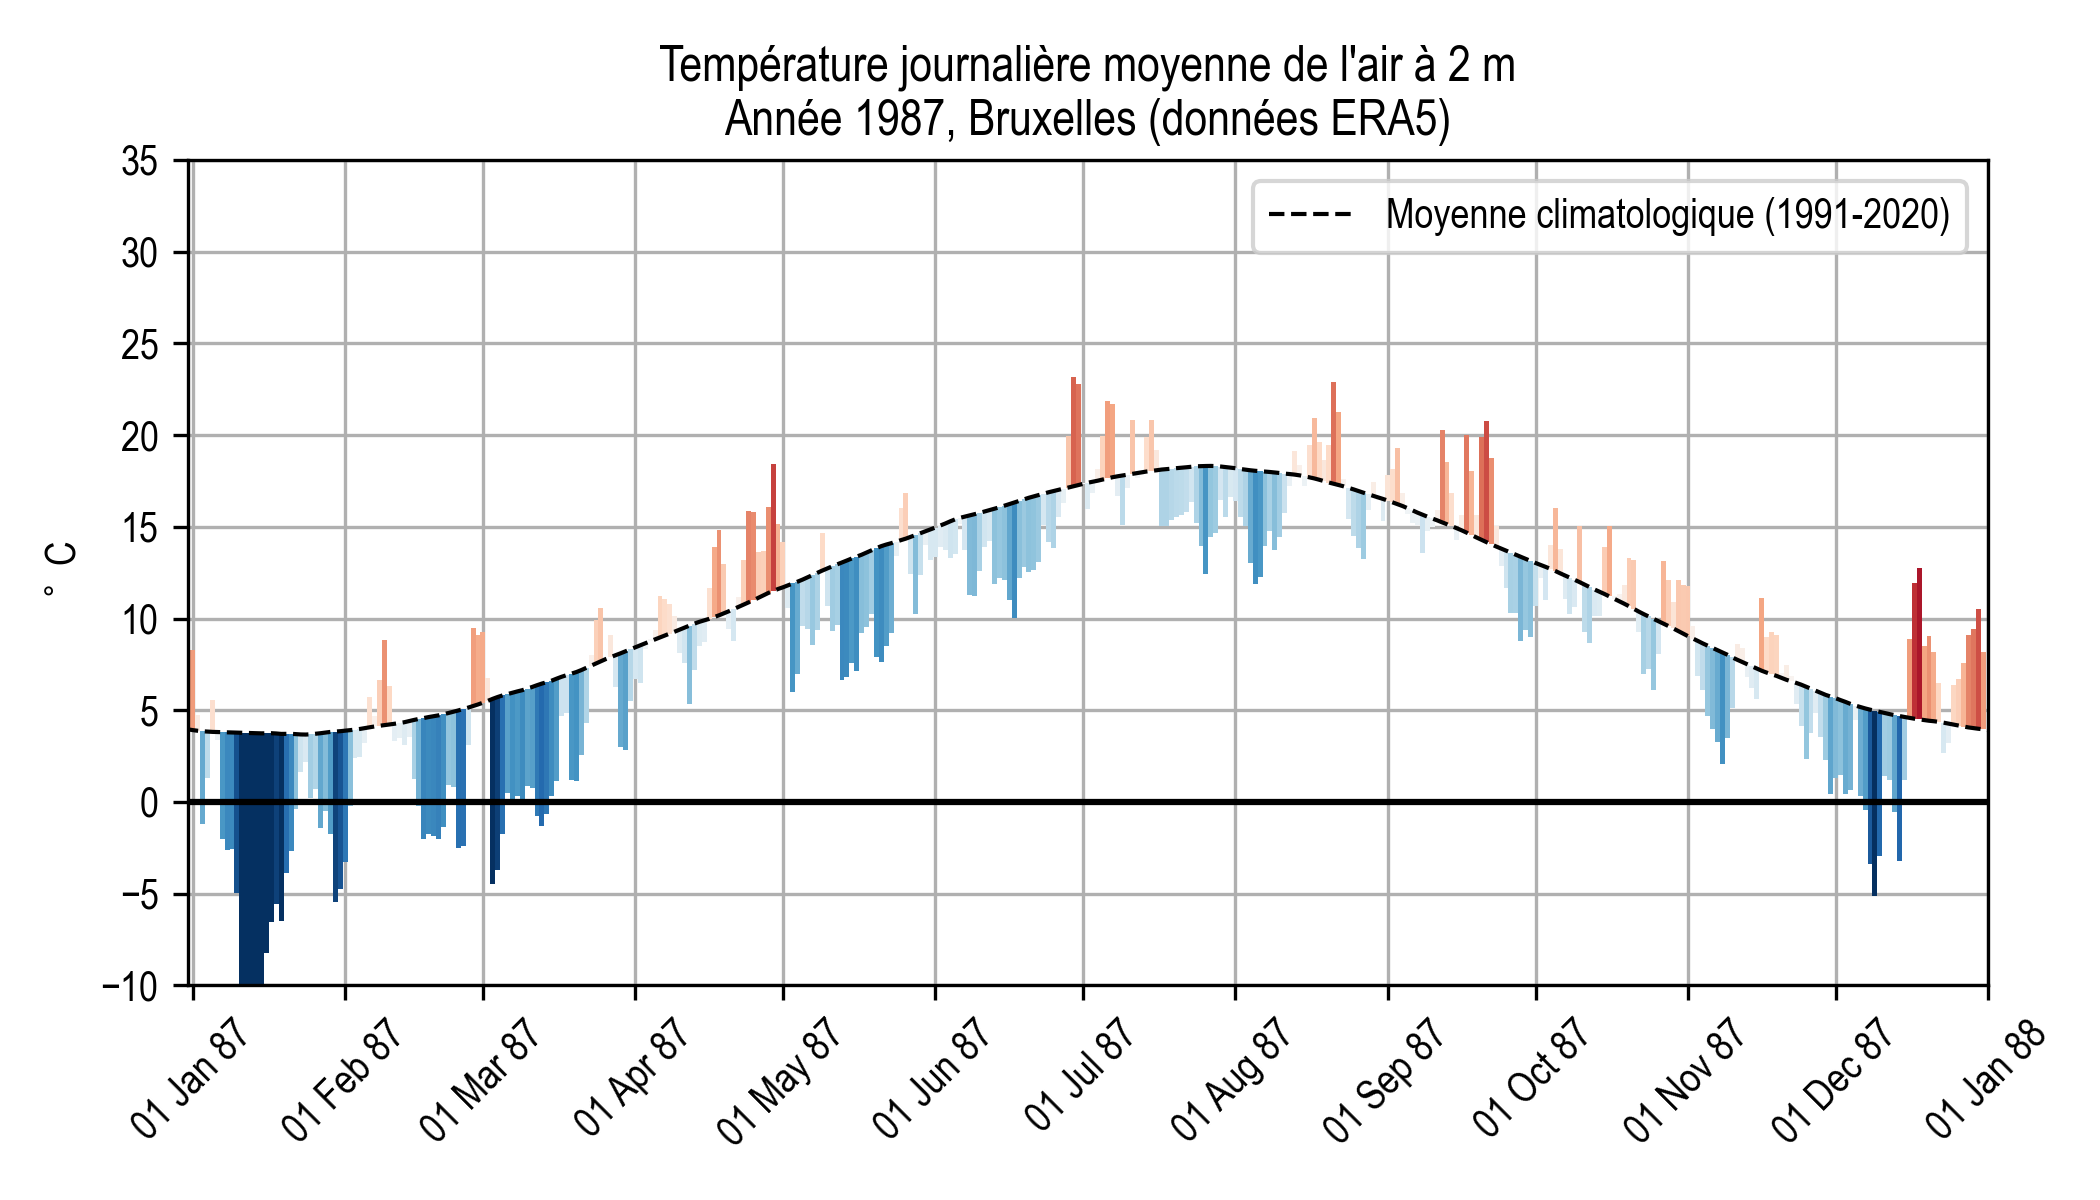 Température journalière moyenne de l'air à 2 m
Année 1987, Bruxelles (données ERA5)
Moyenne climatologique (1991-2020)
35
30
25
20
15
10
5
0
−5
−10
° C
01 Jan 87
01 Feb 87
01 Mar 87
01 Apr 87
01 May 87
01 Jun 87
01 Jul 87
01 Aug 87
01 Sep 87
01 Oct 87
01 Nov 87
01 Dec 87
01 Jan 88